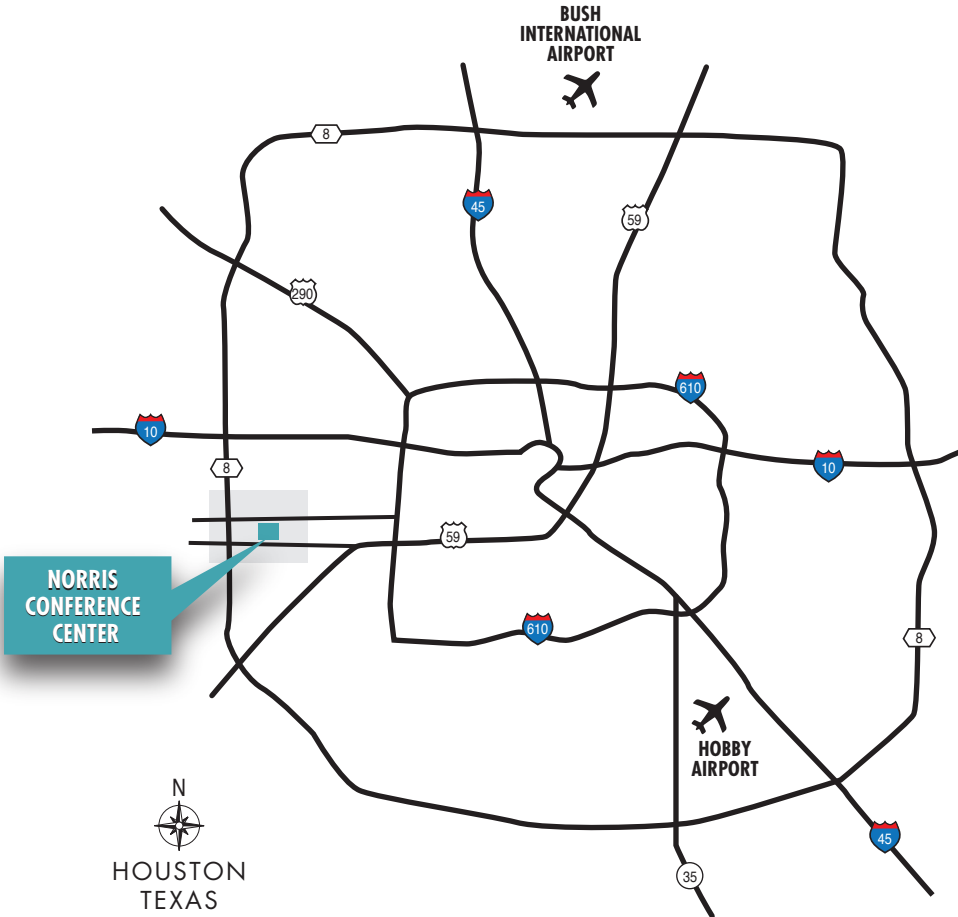 BUSH
INTERNATIONAL
AIRPORT
8
45
59
290
610
10
10
8
59
NORRIS
CONFERENCE
CENTER
610
8
HOBBY
AIRPORT
N
HOUSTON
TEXAS
45
35